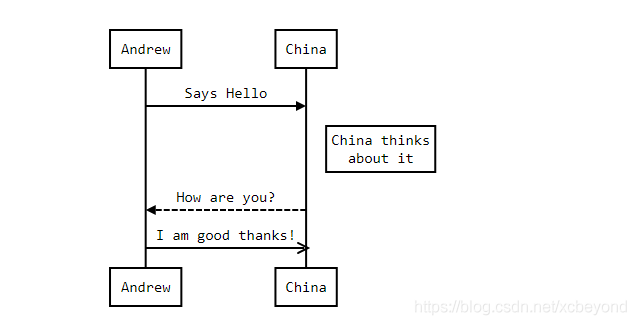 Andrew China
Says Hello
China thinks
about it
How are you?
I am good thanks!
Andrew China
https://blog.csdn.net/xcbeyond